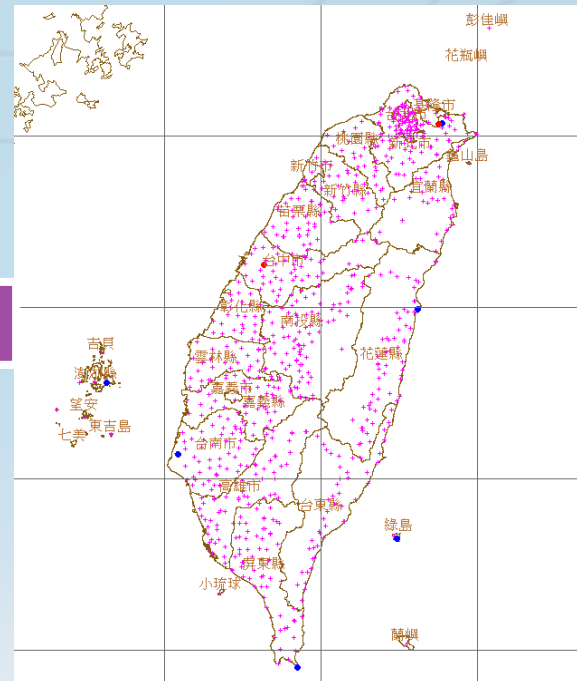 彭佳嶼
花瓶嶼
基隆市
桃園縣
新北市
龜山島
新竹市
新竹縣
宜蘭縣
苗栗縣
台中市
彰化縣
南投縣
吉貝
雲林縣
花蓮縣
澎湖縣
嘉義市
嘉義縣
望安
東吉島
七美
台南市
高雄市
台東縣
綠島
屏東縣
小琉球
蘭嶼